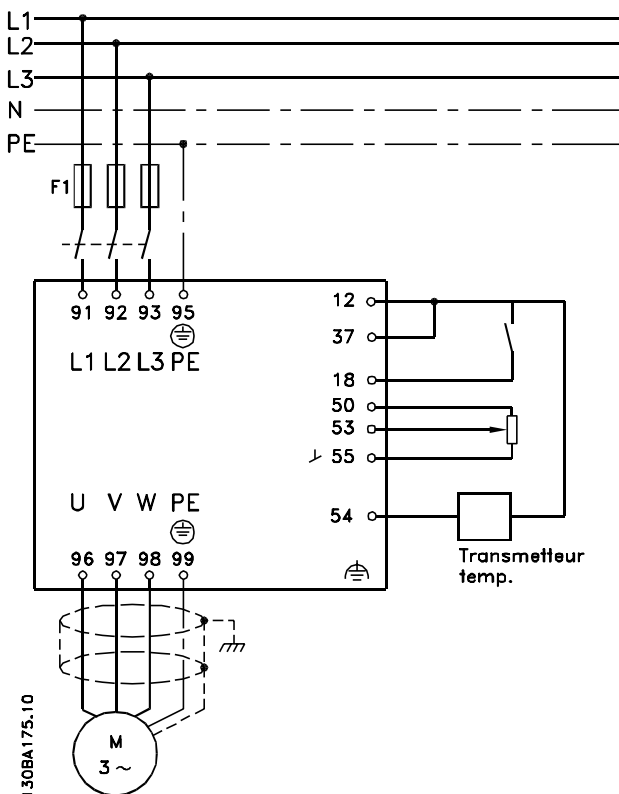 L1
L2
L3
N
PE
F1
91 92 93 95
L1 L2 L3 PE
12
37
18
50
53
55
54
U V W PE
96 97 98 99
Transmetteur
temp.
M
3 ~
130BA175.10